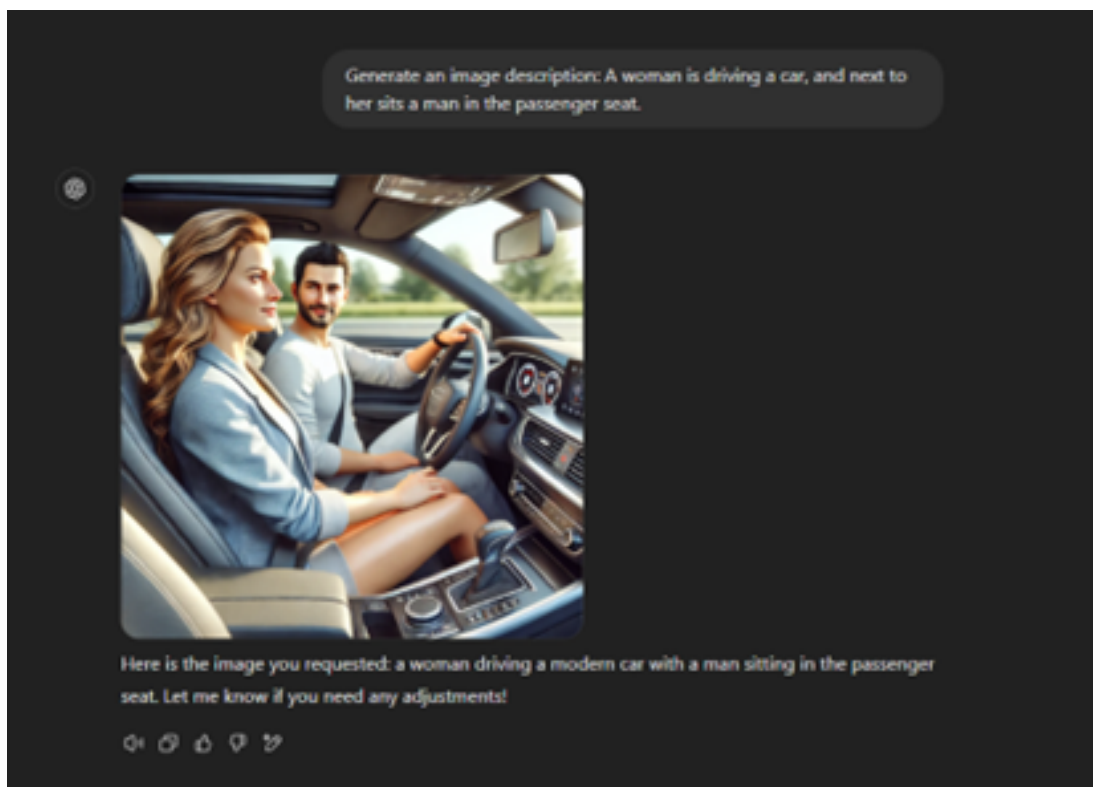 Generate an image description: A woman is driving a car, and next to
her sits a man in the passenger seat.
Here is the image you requested: a woman driving a modern car with a man sitting in the passenger
seat. Let me know if you need any adjustments!